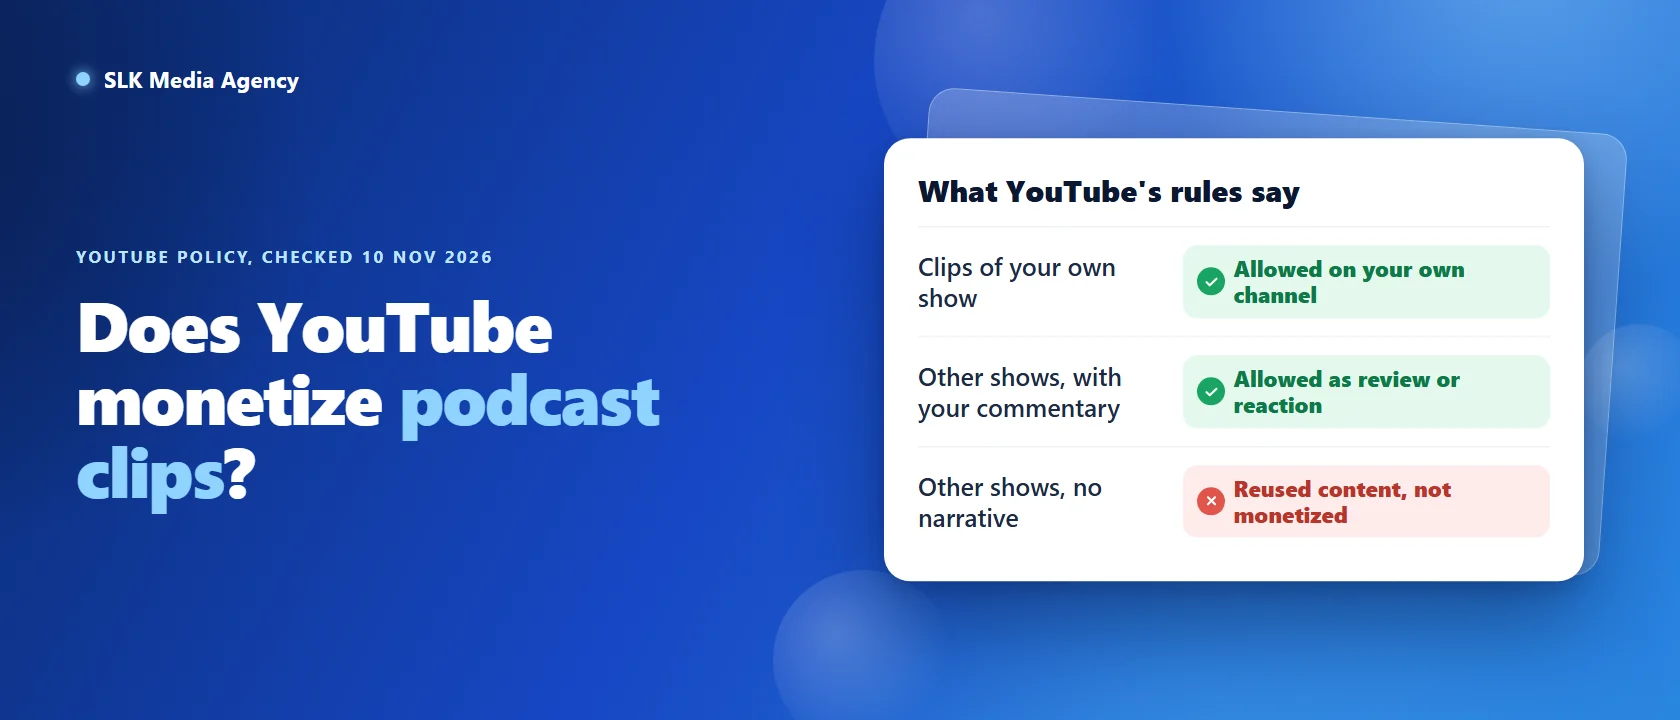 SLK Media Agency
YOUTUBE POLICY, CHECKED 10 NOV 2026
Does YouTube
monetize podcast
clips?
What YouTube's rules say
Clips of your own
show
Allowed on your own
channel
Other shows, with
your commentary
Allowed as review or
reaction
Other shows, no
narrative
Reused content, not
monetized